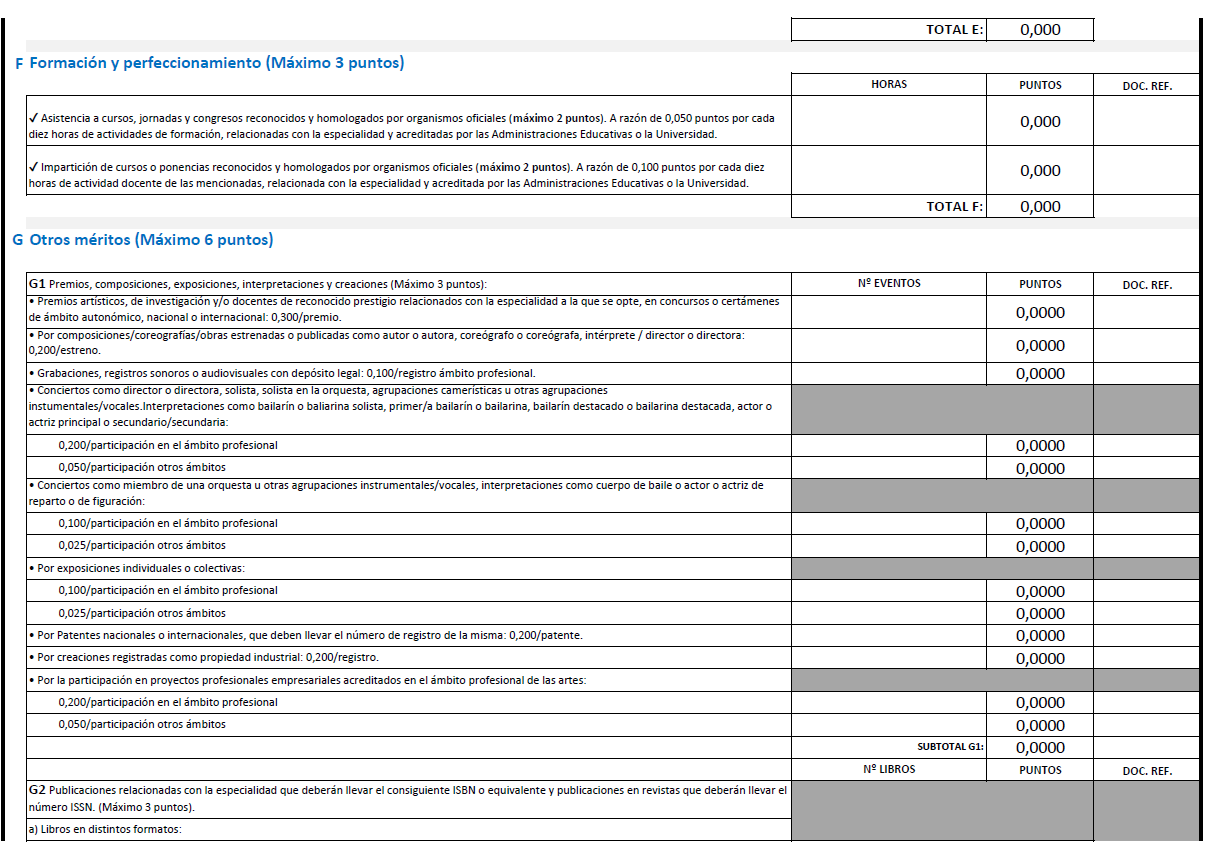 TOTAL E: 0,000
F Formación y perfeccionamiento (Máximo 3 puntos)
HORAS PUNTOS DOC. REF.
✓ Asistencia a cursos, jornadas y congresos reconocidos y homologados por organismos oficiales (máximo 2 puntos). A razón de 0,050 puntos por cada
diez horas de actividades de formación, relacionadas con la especialidad y acreditadas por las Administraciones Educativas o la Universidad.
0,000
✓ Impartición de cursos o ponencias reconocidos y homologados por organismos oficiales (máximo 2 puntos). A razón de 0,100 puntos por cada diez
horas de actividad docente de las mencionadas, relacionada con la especialidad y acreditada por las Administraciones Educativas o la Universidad.
0,000
TOTAL F: 0,000
G Otros méritos (Máximo 6 puntos)
G1 Premios, composiciones, exposiciones, interpretaciones y creaciones (Máximo 3 puntos): Nº EVENTOS PUNTOS DOC. REF.
• Premios artísticos, de investigación y/o docentes de reconocido prestigio relacionados con la especialidad a la que se opte, en concursos o certámenes
de ámbito autonómico, nacional o internacional: 0,300/premio.
0,0000
• Por composiciones/coreografías/obras estrenadas o publicadas como autor o autora, coreógrafo o coreógrafa, intérprete / director o directora:
0,200/estreno.
0,0000
• Grabaciones, registros sonoros o audiovisuales con depósito legal: 0,100/registro ámbito profesional. 0,0000
• Conciertos como director o directora, solista, solista en la orquesta, agrupaciones camerísticas u otras agrupaciones
instumentales/vocales.Interpretaciones como bailarín o baliarina solista, primer/a bailarín o bailarina, bailarín destacado o bailarina destacada, actor o
actriz principal o secundario/secundaria:
0,200/participación en el ámbito profesional 0,0000
0,050/participación otros ámbitos 0,0000
• Conciertos como miembro de una orquesta u otras agrupaciones instrumentales/vocales, interpretaciones como cuerpo de baile o actor o actriz de
reparto o de figuración:
0,100/participación en el ámbito profesional 0,0000
0,025/participación otros ámbitos 0,0000
• Por exposiciones individuales o colectivas:
0,100/participación en el ámbito profesional 0,0000
0,025/participación otros ámbitos 0,0000
• Por Patentes nacionales o internacionales, que deben llevar el número de registro de la misma: 0,200/patente. 0,0000
• Por creaciones registradas como propiedad industrial: 0,200/registro. 0,0000
• Por la participación en proyectos profesionales empresariales acreditados en el ámbito profesional de las artes:
0,200/participación en el ámbito profesional 0,0000
0,050/participación otros ámbitos 0,0000
SUBTOTAL G1: 0,0000
Nº LIBROS PUNTOS DOC. REF.
G2 Publicaciones relacionadas con la especialidad que deberán llevar el consiguiente ISBN o equivalente y publicaciones en revistas que deberán llevar el
número ISSN. (Máximo 3 puntos).
a) Libros en distintos formatos: